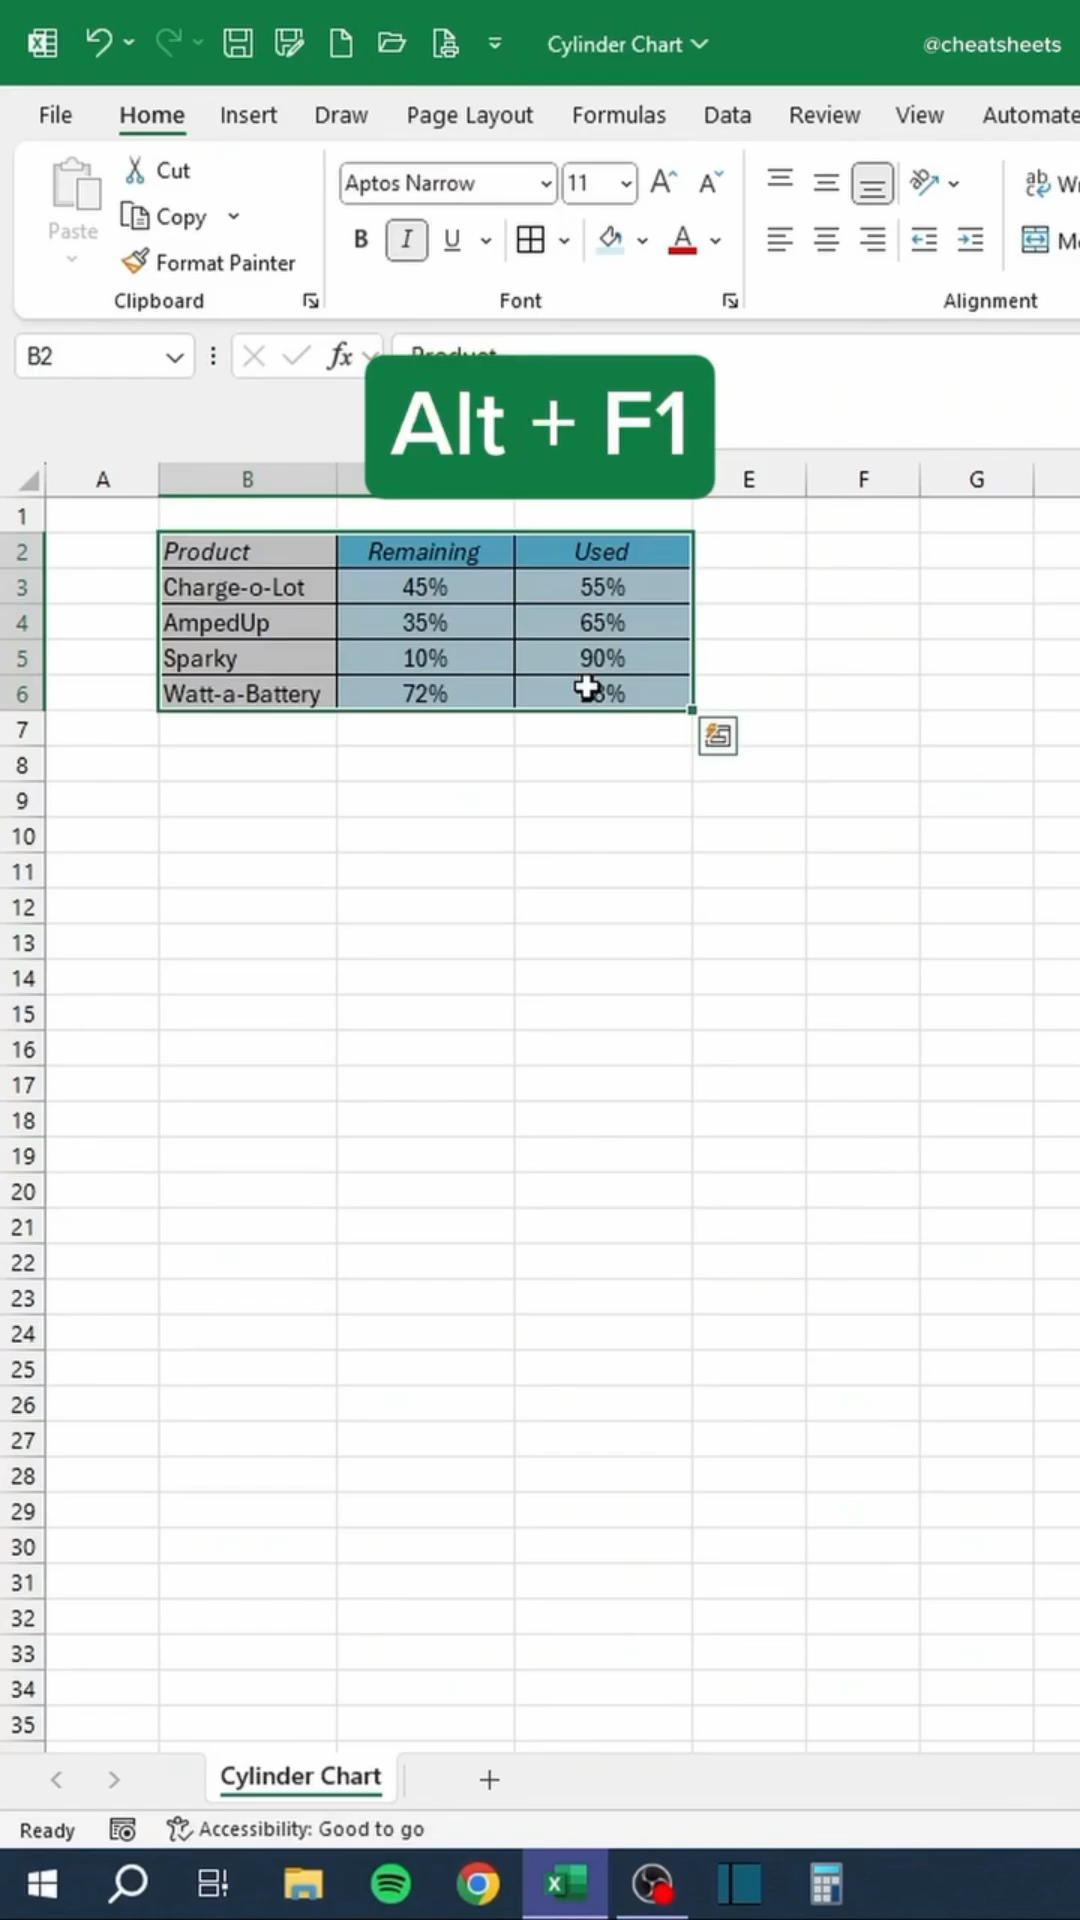 Cylinder Chart
@cheatsheets
File Home Insert Draw Page Layout Formulas Data Review View Automate
Paste
Cut
Copy
Format Painter
Clipboard
Aptos Narrow 11
B I U
Font
Alignment
B2
fx
Alt + F1
A B E F G
1
2 Product Remaining Used
3 Charge-o-Lot 45% 55%
4 AmpedUp 35% 65%
5 Sparky 10% 90%
6 Watt-a-Battery 72%
7
8
9
10
11
12
13
14
15
16
17
18
19
20
21
22
23
24
25
26
27
28
29
30
31
32
33
34
35
Cylinder Chart
Ready
Accessibility: Good to go